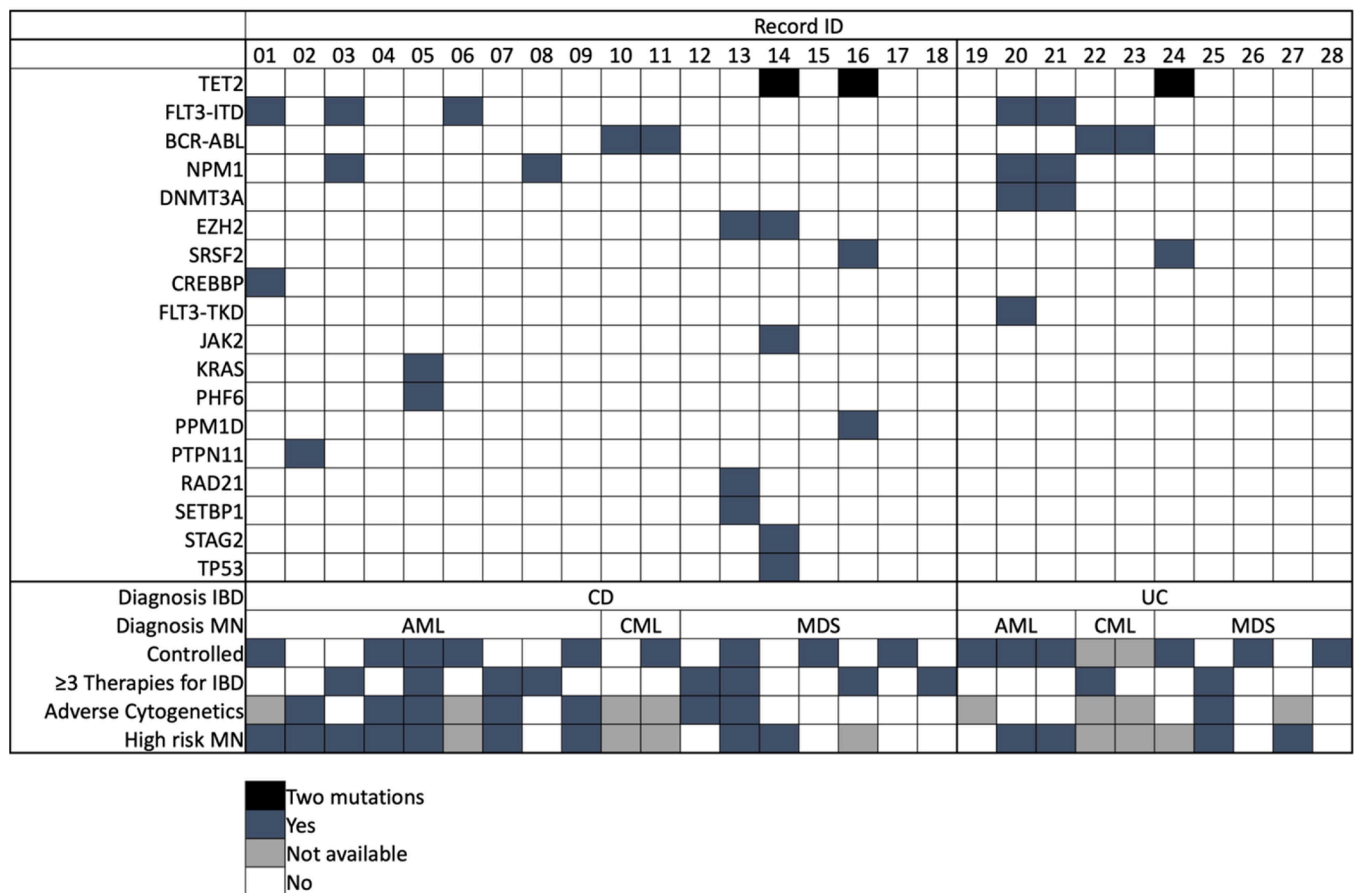 Record ID
01 02 03 04 05 06 07 08 09 10 11 12 13 14 15 16 17 18 19 20 21 22 23 24 25 26 27 28
TET2
FLT3-ITD
BCR-ABL
NPM1
DNMT3A
EZH2
SRSF2
CREBBP
FLT3-TKD
JAK2
KRAS
PHF6
PPM1D
PTPN11
RAD21
SETBP1
STAG2
TP53
Diagnosis IBD CD UC
Diagnosis MN AML CML MDS AML CML MDS
Controlled
≥3 Therapies for IBD
Adverse Cytogenetics
High risk MN
Two mutations
Yes
Not available
No